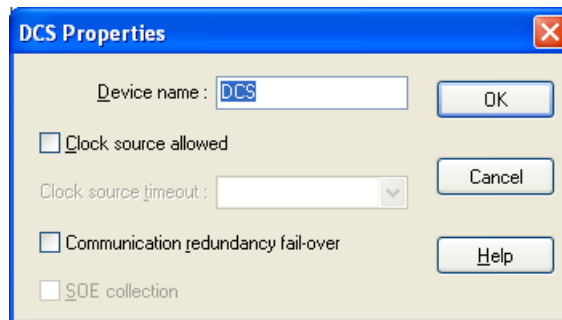 DCS Properties
Device name : DCS
OK
Clock source allowed
Clock source timeout :
Cancel
Communication redundancy fail-over
Help
SOE collection